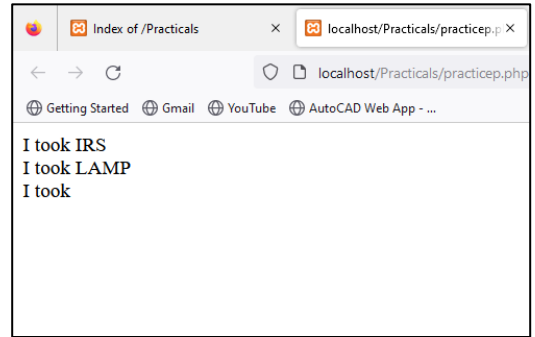 Index of /Practicals
localhost/Practicals/practicep.p
localhost/Practicals/practicep.php
Getting Started Gmail YouTube AutoCAD Web App - ...
I took IRS
I took LAMP
I took